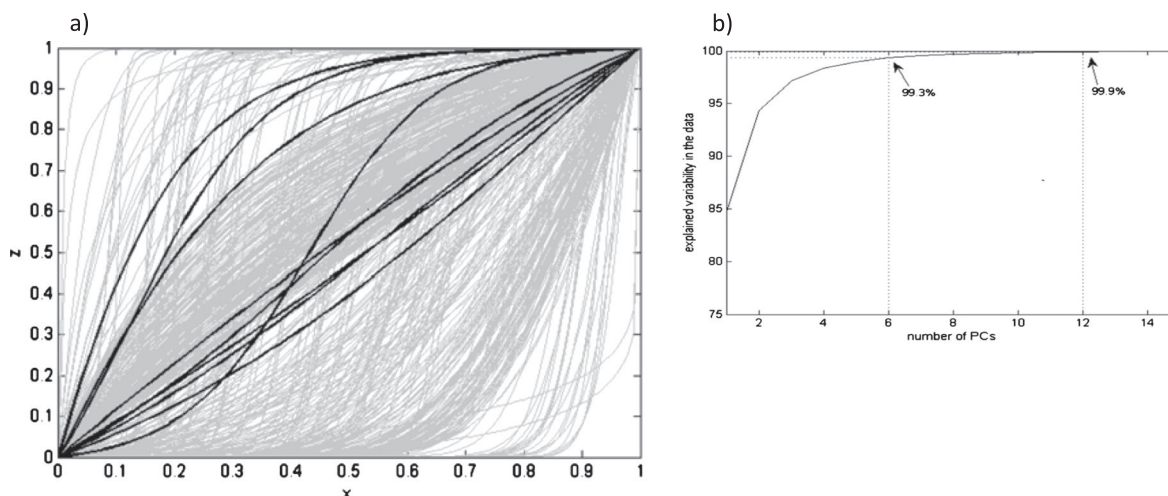 a)
1
0.9
0.8
0.7
0.6
0.5
0.4
0.3
0.2
0.1
0
z
0 0.1 0.2 0.3 0.4 0.5 0.6 0.7 0.8 0.9 1
x
b)
100
95
90
85
80
75
explained variability in the data
99.3%
99.9%
2 4 6 8 10 12 14
number of PCs